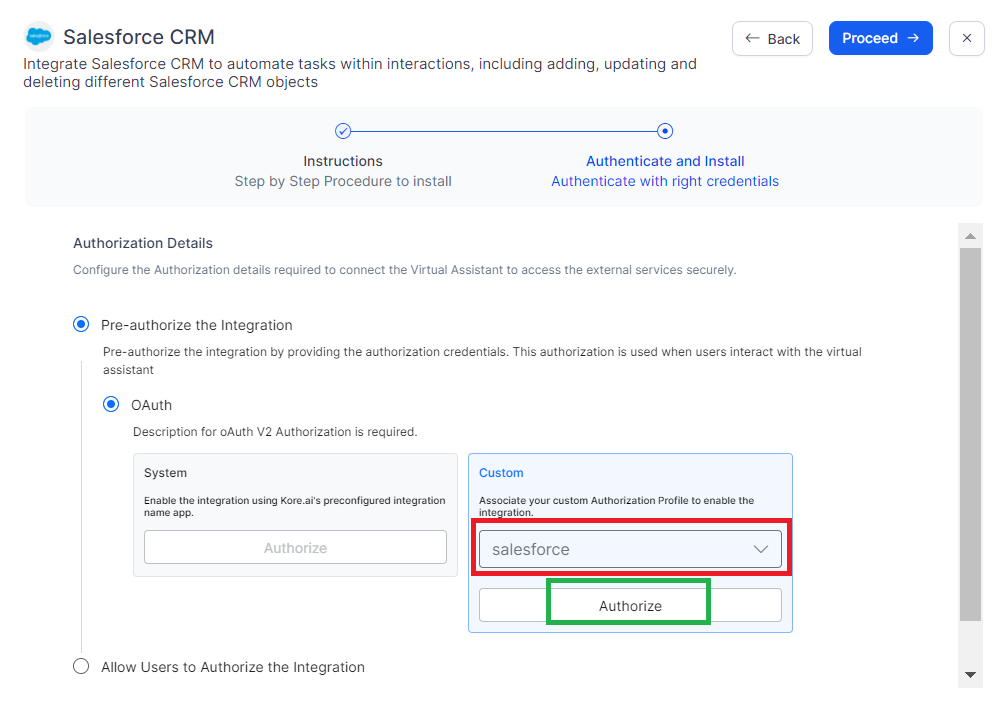 Salesforce CRM
Back
Proceed
Integrate Salesforce CRM to automate tasks within interactions, including adding, updating and
deleting different Salesforce CRM objects
Instructions
Step by Step Procedure to install
Authenticate and Install
Authenticate with right credentials
Authorization Details
Configure the Authorization details required to connect the Virtual Assistant to access the external services securely.
Pre-authorize the Integration
Pre-authorize the integration by providing the authorization credentials. This authorization is used when users interact with the virtual
assistant
OAuth
Description for oAuth V2 Authorization is required.
System
Enable the integration using Kore.ai's preconfigured integration
name app.
Authorize
Custom
Associate your custom Authorization Profile to enable the
integration.
salesforce
Authorize
Allow Users to Authorize the Integration